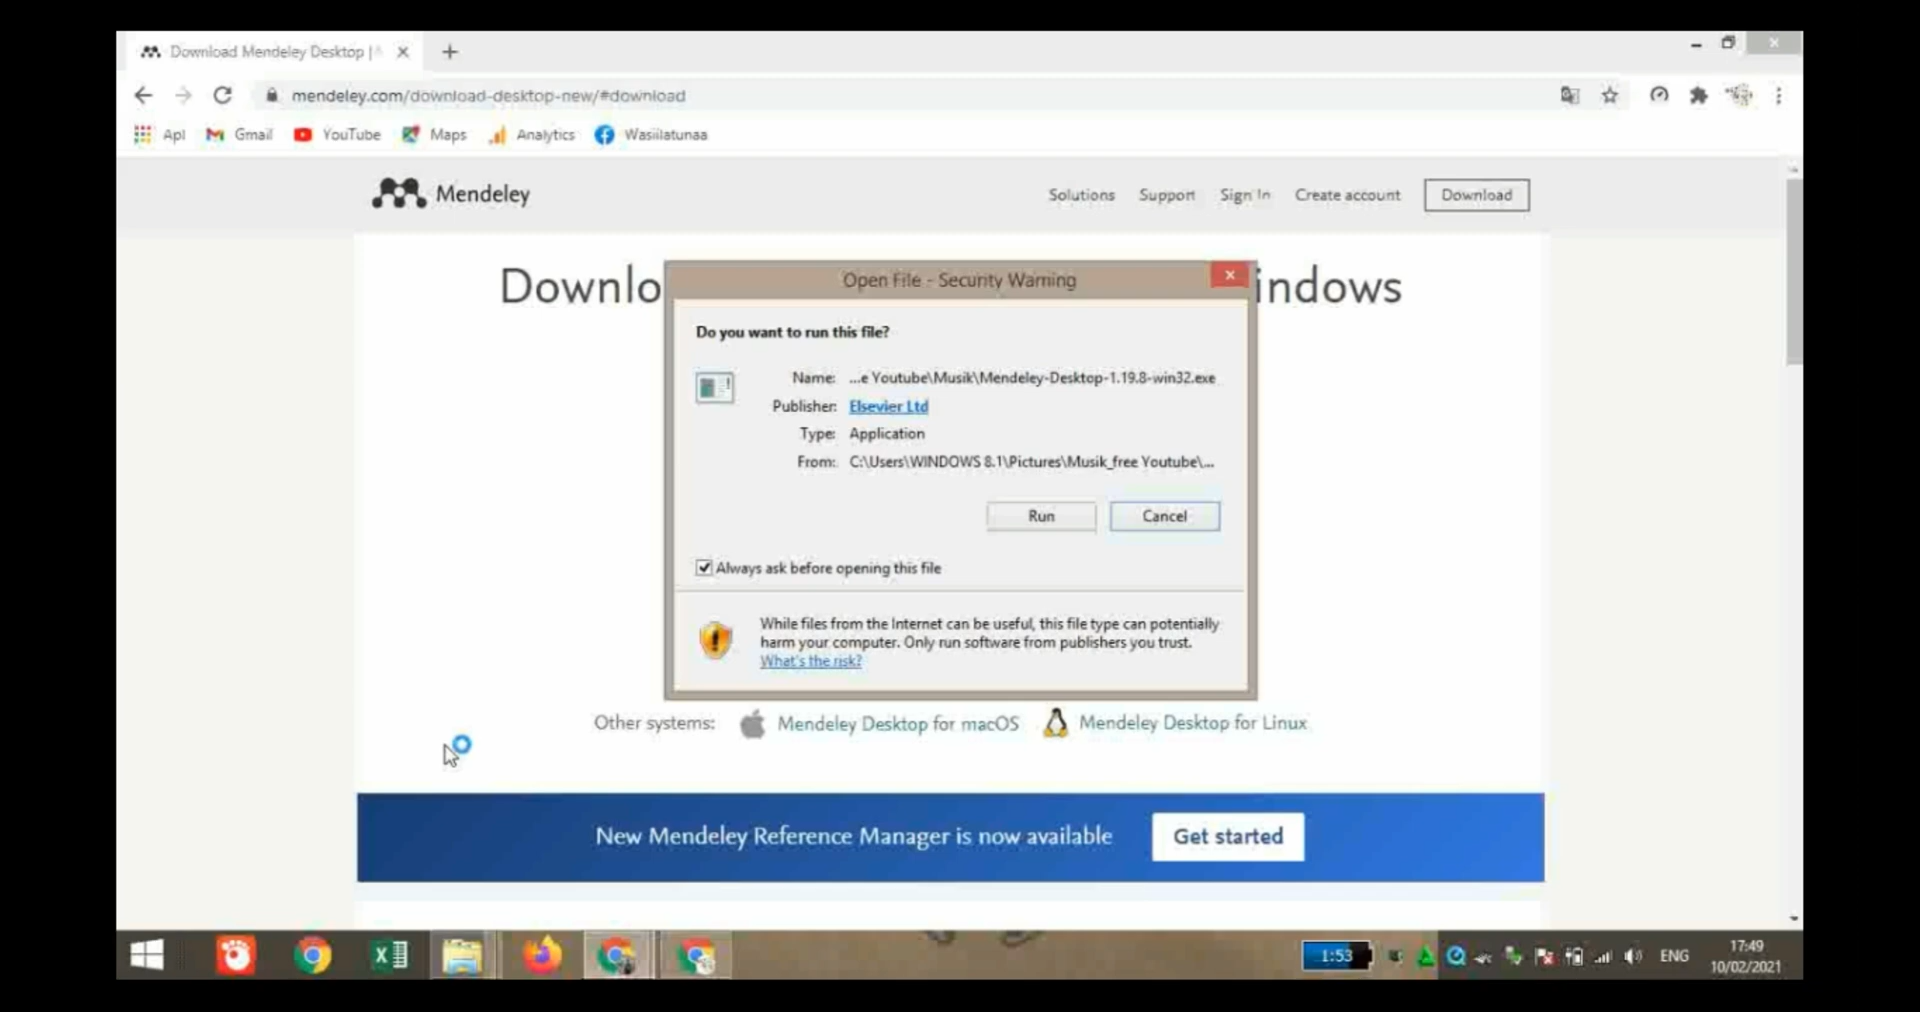 Download Mendeley Desktop |
mendeley.com/download-desktop-new/#download
Apl Gmail YouTube Maps Analytics Wasiilatunaa
Mendeley Solutions Support Sign In Create account Download
Downlo indows
Open File - Security Warning
Do you want to run this file?
Name: ...e Youtube\Musik\Mendeley-Desktop-1.19.8-win32.exe
Publisher: Elsevier Ltd
Type: Application
From: C:\Users\WINDOWS 8.1\Pictures\Musik_free Youtube\...
Run Cancel
Always ask before opening this file
While files from the Internet can be useful, this file type can potentially
harm your computer. Only run software from publishers you trust.
What's the risk?
Other systems: Mendeley Desktop for macOS Mendeley Desktop for Linux
New Mendeley Reference Manager is now available Get started
1:53 ENG 17:49
10/02/2021